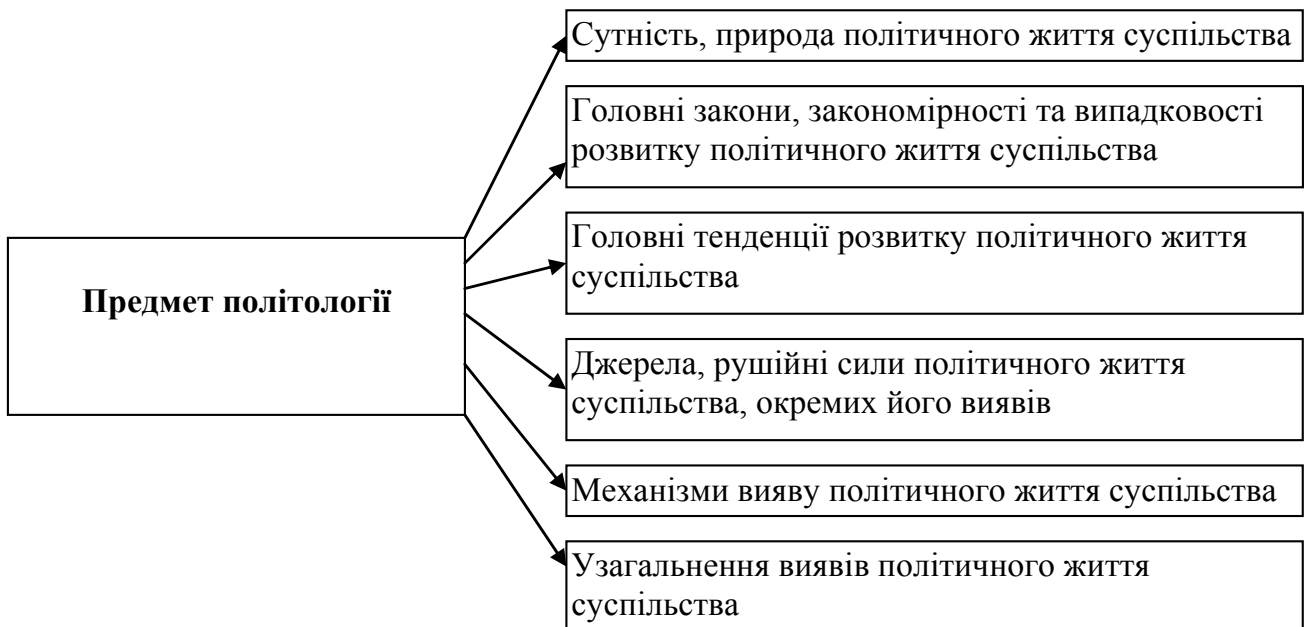 Сутність, природа політичного життя суспільства
Головні закони, закономірності та випадковості
розвитку політичного життя суспільства
Головні тенденції розвитку політичного життя
суспільства
Предмет політології
Джерела, рушійні сили політичного життя
суспільства, окремих його виявів
Механізми вияву політичного життя суспільства
Узагальнення виявів політичного життя
суспільства